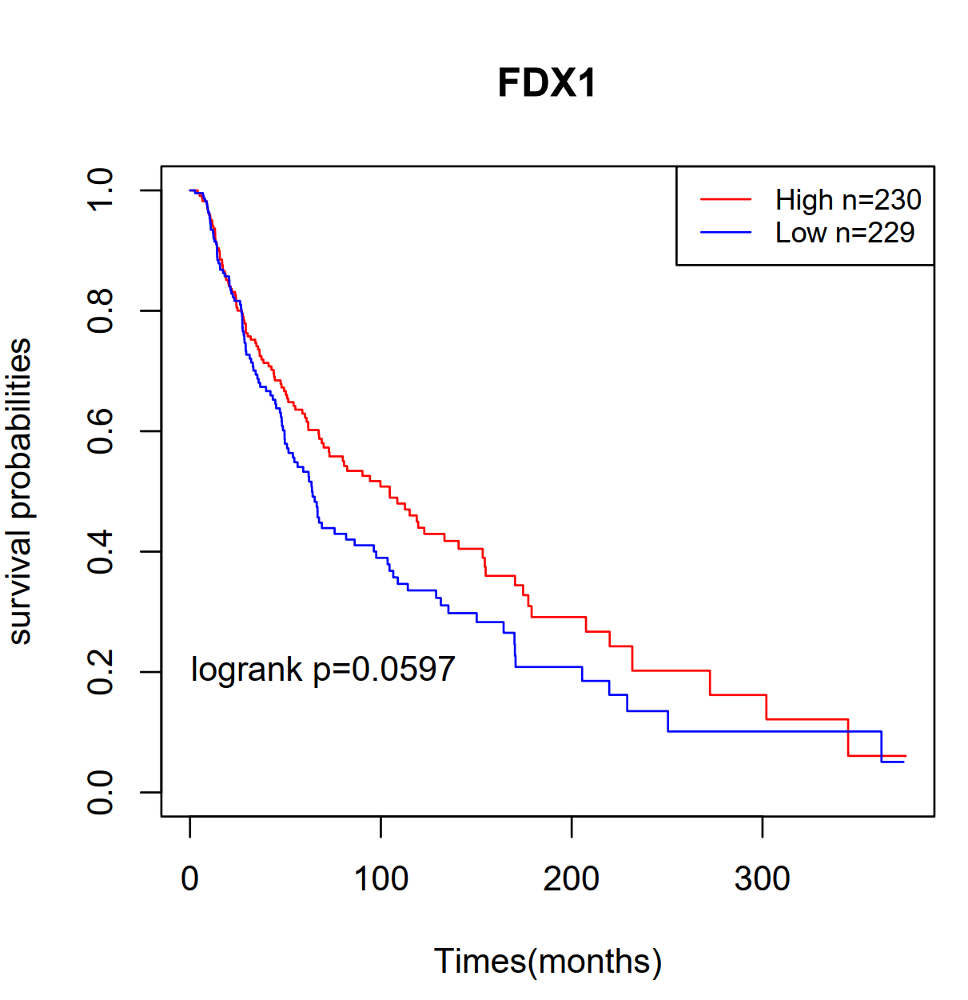 FDX1
High n=230
Low n=229
survival probabilities
1.0
0.8
0.6
0.4
0.2
0.0
logrank p=0.0597
0 100 200 300
Times(months)